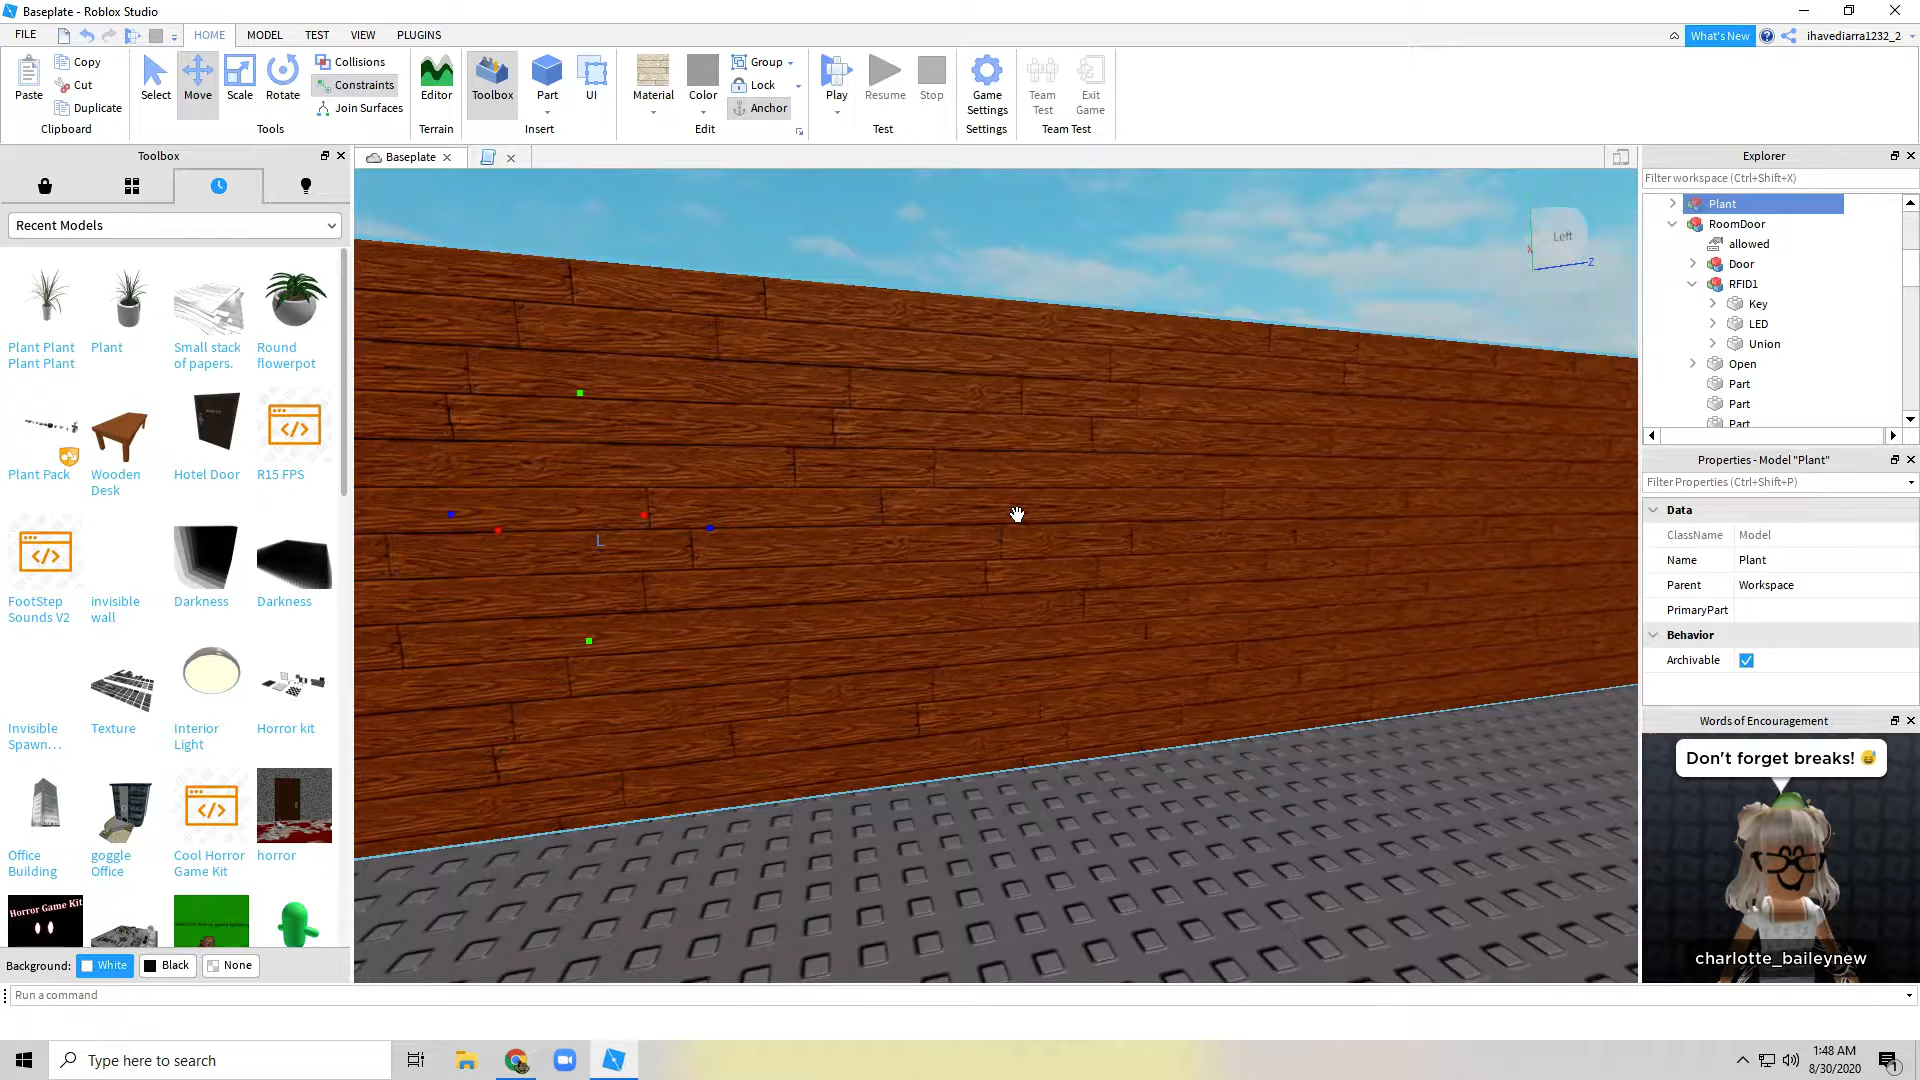 Baseplate - Roblox Studio
FILE HOME MODEL TEST VIEW PLUGINS What's New ihavediarra1232_2
Paste Copy Cut Duplicate Clipboard
Select Move Scale Rotate Collisions Constraints Join Surfaces Tools
Editor Terrain
Toolbox Part UI Insert
Material Color Group Lock Anchor Edit
Play Resume Stop Test
Game Settings Settings
Team Test Exit Game Team Test
Toolbox
Baseplate
Explorer
Filter workspace (Ctrl+Shift+X)
Recent Models
Plant Plant Plant Plant
Plant
Small stack of papers.
Round flowerpot
Plant Pack
Wooden Desk
Hotel Door
R15 FPS
FootStep Sounds V2
invisible wall
Darkness
Darkness
Invisible Spawn...
Texture
Interior Light
Horror kit
Office Building
goggle Office
Cool Horror Game Kit
horror
Horror Game Kit
Background: White Black None
Left
X
Z
L
Plant
RoomDoor
allowed
Door
RFID1
Key
LED
Union
Open
Part
Part
Part
Properties - Model "Plant"
Filter Properties (Ctrl+Shift+P)
Data
ClassName Model
Name Plant
Parent Workspace
PrimaryPart
Behavior
Archivable
Words of Encouragement
Don't forget breaks! 😅
charlotte_baileynew
Run a command
Type here to search
1:48 AM
8/30/2020
1